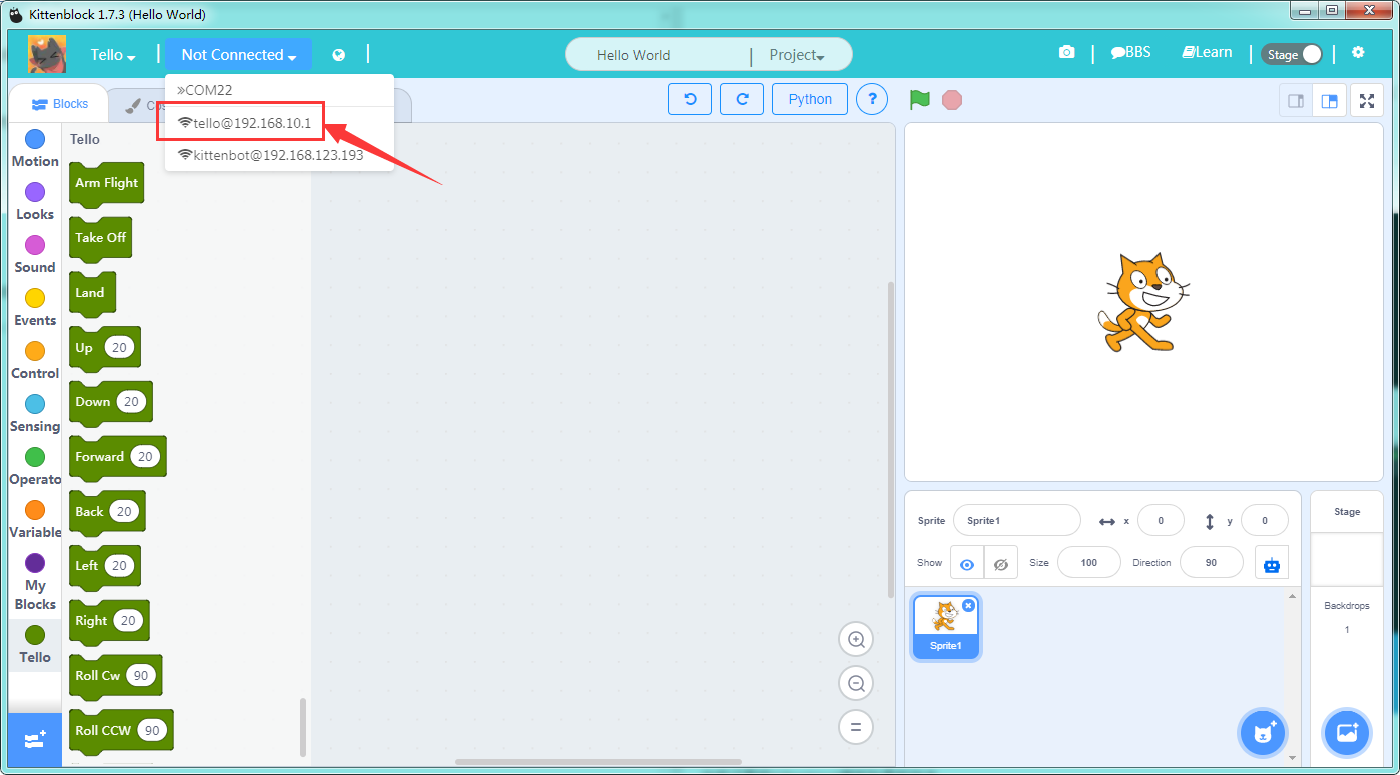 Kittenblock 1.7.3 (Hello World)
Tello
Not Connected
Hello World
Project
BBS
Learn
Stage
COM22
tello@192.168.10.1
kittenbot@192.168.123.193
Blocks
Python
?
Motion
Looks
Sound
Events
Control
Sensing
Operato
Variable
My
Blocks
Tello
Tello
Arm Flight
Take Off
Land
Up 20
Down 20
Forward 20
Back 20
Left 20
Right 20
Roll Cw 90
Roll CCW 90
Sprite
Sprite1
x
0
y
0
Show
Size
100
Direction
90
Sprite1
Stage
Backdrops
1